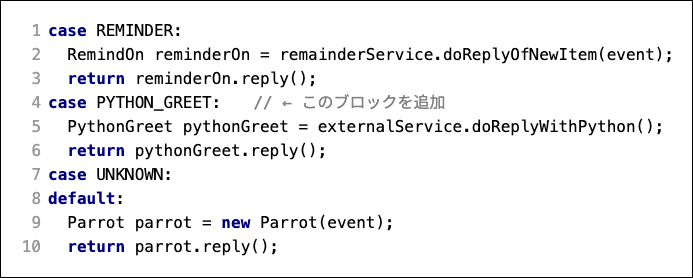 1 case REMINDER:
2   RemindOn reminderOn = remainderService.doReplyOfNewItem(event);
3   return reminderOn.reply();
4 case PYTHON_GREET:   // ← このブロックを追加
5   PythonGreet pythonGreet = externalService.doReplyWithPython();
6   return pythonGreet.reply();
7 case UNKNOWN:
8 default:
9   Parrot parrot = new Parrot(event);
10   return parrot.reply();